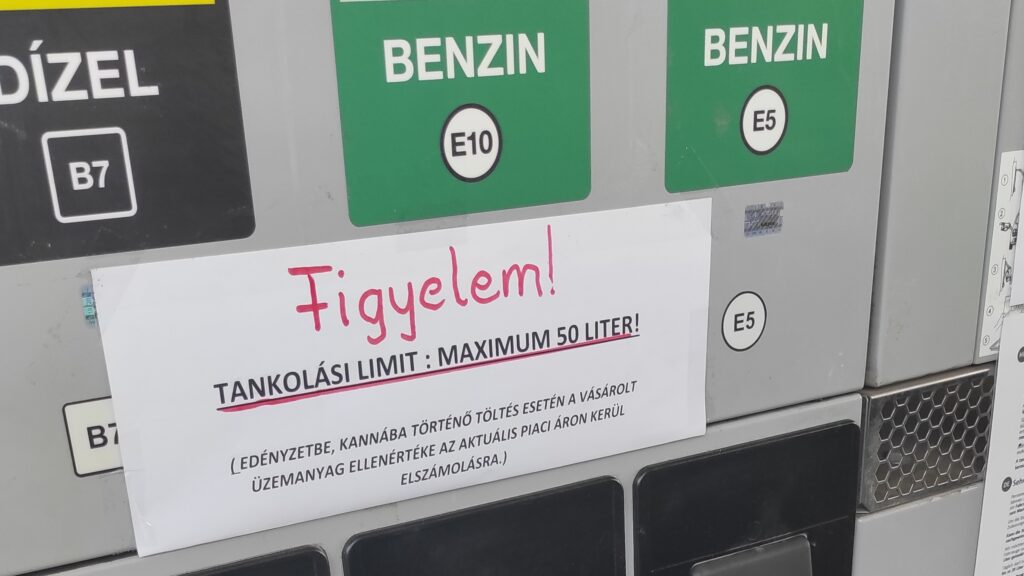 DÍZEL
B7
BENZIN
E10
BENZIN
E5
Figyelem!
TANKOLÁSI LIMIT : MAXIMUM 50 LITER!
( EDÉNYZETBE, KANNÁBA TÖRTÉNŐ TÖLTÉS ESETÉN A VÁSÁROLT
ÜZEMANYAG ELLENÉRTÉKE AZ AKTUÁLIS PIACI ÁRON KERÜL
ELSZÁMOLÁSRA.)
E5
B7